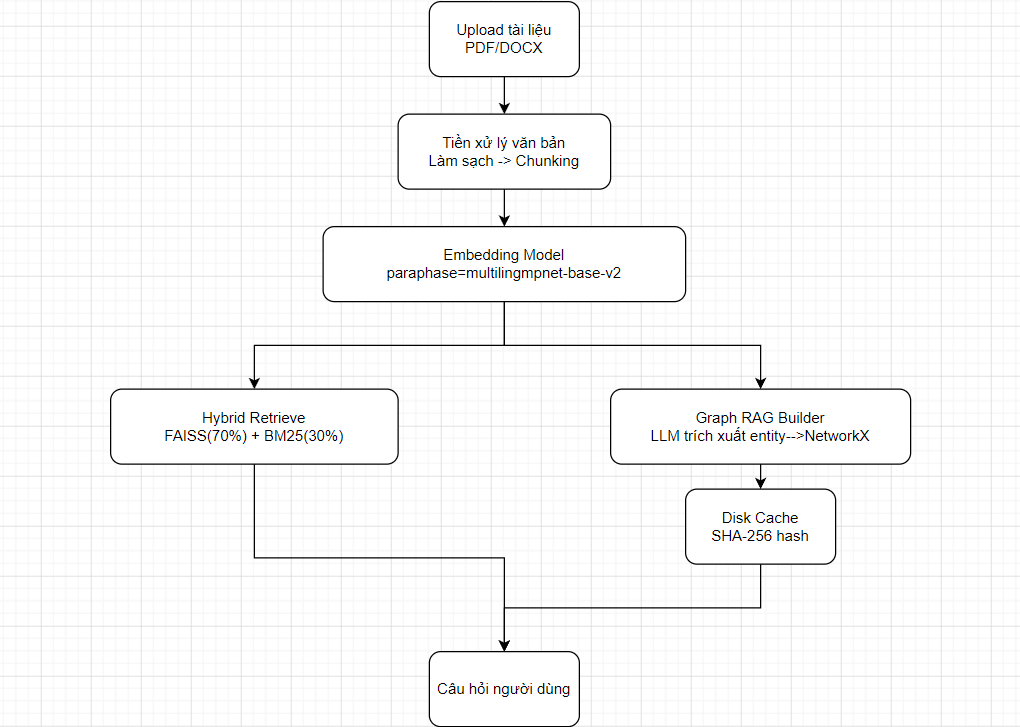 Upload tài liệu
PDF/DOCX
Tiền xử lý văn bản
Làm sạch -> Chunking
Embedding Model
paraphase=multilingmpnet-base-v2
Hybrid Retrieve
FAISS(70%) + BM25(30%)
Graph RAG Builder
LLM trích xuất entity-->NetworkX
Disk Cache
SHA-256 hash
Câu hỏi người dùng